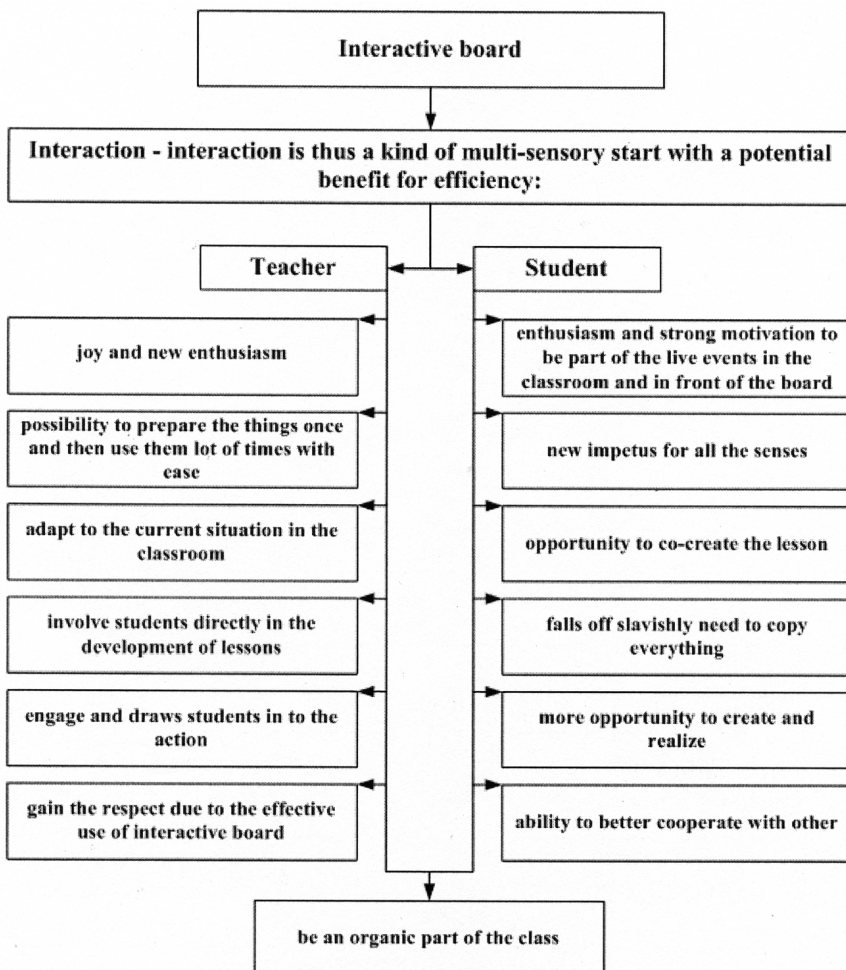 Interactive board
Interaction - interaction is thus a kind of multi-sensory start with a potential
benefit for efficiency:
Teacher
Student
joy and new enthusiasm
enthusiasm and strong motivation to
be part of the live events in the
classroom and in front of the board
possibility to prepare the things once
and then use them lot of times with
ease
new impetus for all the senses
adapt to the current situation in the
classroom
opportunity to co-create the lesson
involve students directly in the
development of lessons
falls off slavishly need to copy
everything
engage and draws students in to the
action
more opportunity to create and
realize
gain the respect due to the effective
use of interactive board
ability to better cooperate with other
be an organic part of the class